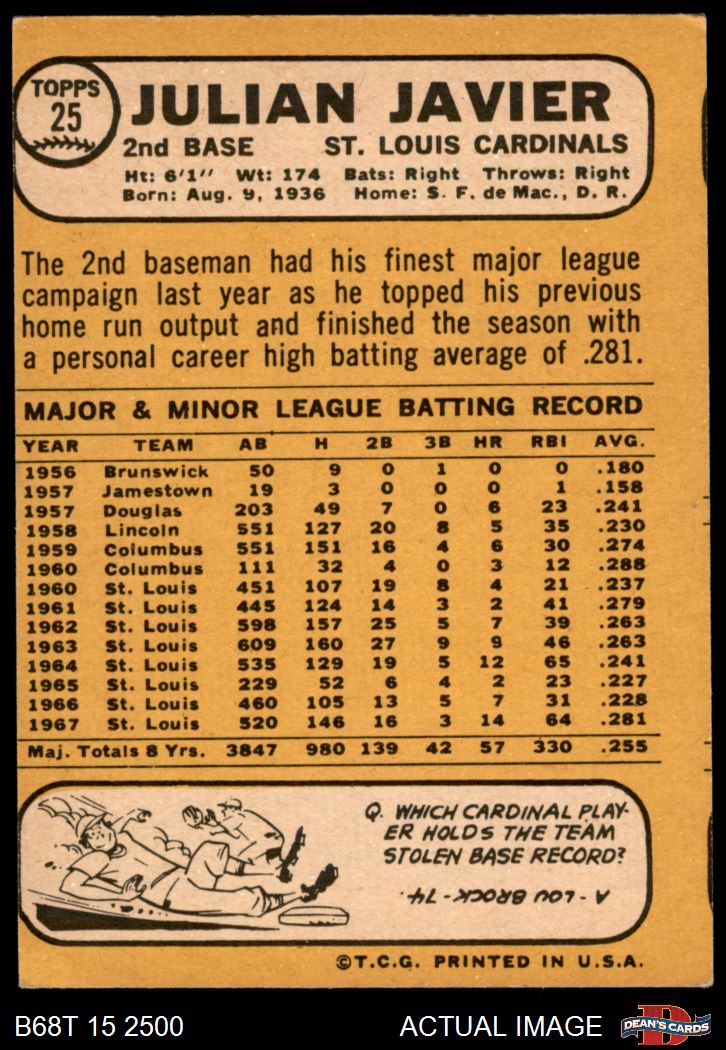 TOPPS
25
JULIAN JAVIER
2nd BASE ST. LOUIS CARDINALS
Ht: 6'1" Wt: 174 Bats: Right Throws: Right
Born: Aug. 9, 1936 Home: S. F. de Mac., D. R.
The 2nd baseman had his finest major league
campaign last year as he topped his previous
home run output and finished the season with
a personal career high batting average of .281.
MAJOR & MINOR LEAGUE BATTING RECORD
YEAR TEAM AB H 2B 3B HR RBI AVG.
1956 Brunswick 50 9 0 1 0 0 .180
1957 Jamestown 19 3 0 0 0 1 .158
1957 Douglas 203 49 7 0 6 23 .241
1958 Lincoln 551 127 20 8 5 35 .230
1959 Columbus 551 151 16 4 6 30 .274
1960 Columbus 111 32 4 0 3 12 .288
1960 St. Louis 451 107 19 8 4 21 .237
1961 St. Louis 445 124 14 3 2 41 .279
1962 St. Louis 598 157 25 5 7 39 .263
1963 St. Louis 609 160 27 9 9 46 .263
1964 St. Louis 535 129 19 5 12 65 .241
1965 St. Louis 229 52 6 4 2 23 .227
1966 St. Louis 460 105 13 5 7 31 .228
1967 St. Louis 520 146 16 3 14 64 .281
Maj. Totals 8 Yrs. 3847 980 139 42 57 330 .255
Q. WHICH CARDINAL PLAY-
ER HOLDS THE TEAM
STOLEN BASE RECORD?
A - LOU BROCK - 74.
©T.C.G. PRINTED IN U.S.A.
B68T 15 2500 ACTUAL IMAGE
D
DEAN'S CARDS